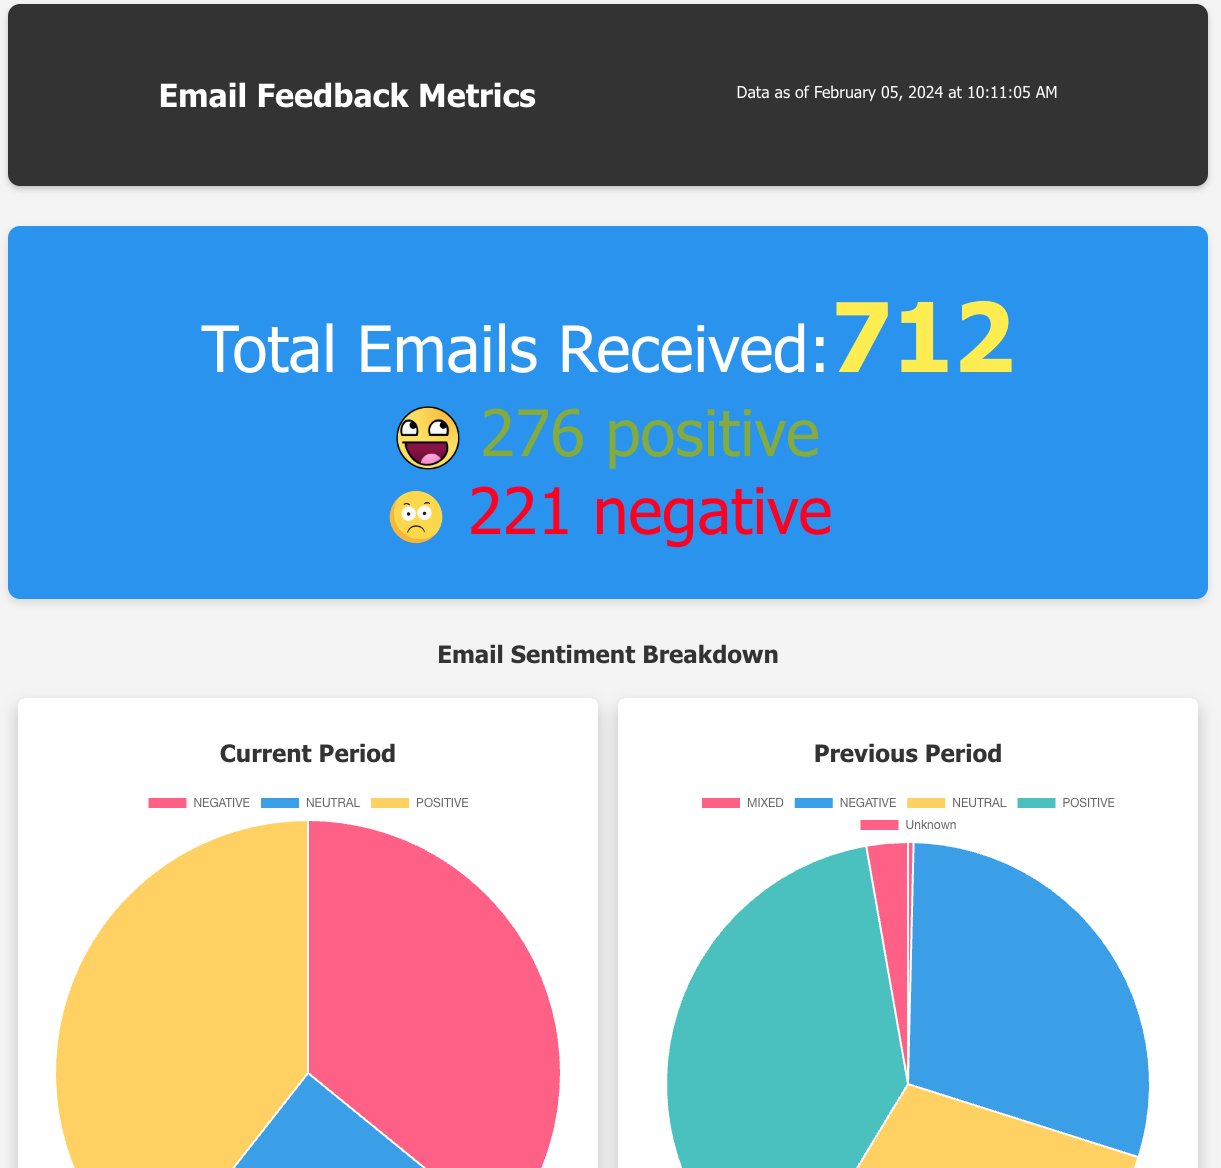 Email Feedback Metrics
Data as of February 05, 2024 at 10:11:05 AM
Total Emails Received:712
276 positive
221 negative
Email Sentiment Breakdown
Current Period
NEGATIVE NEUTRAL POSITIVE
Previous Period
MIXED NEGATIVE NEUTRAL POSITIVE
Unknown